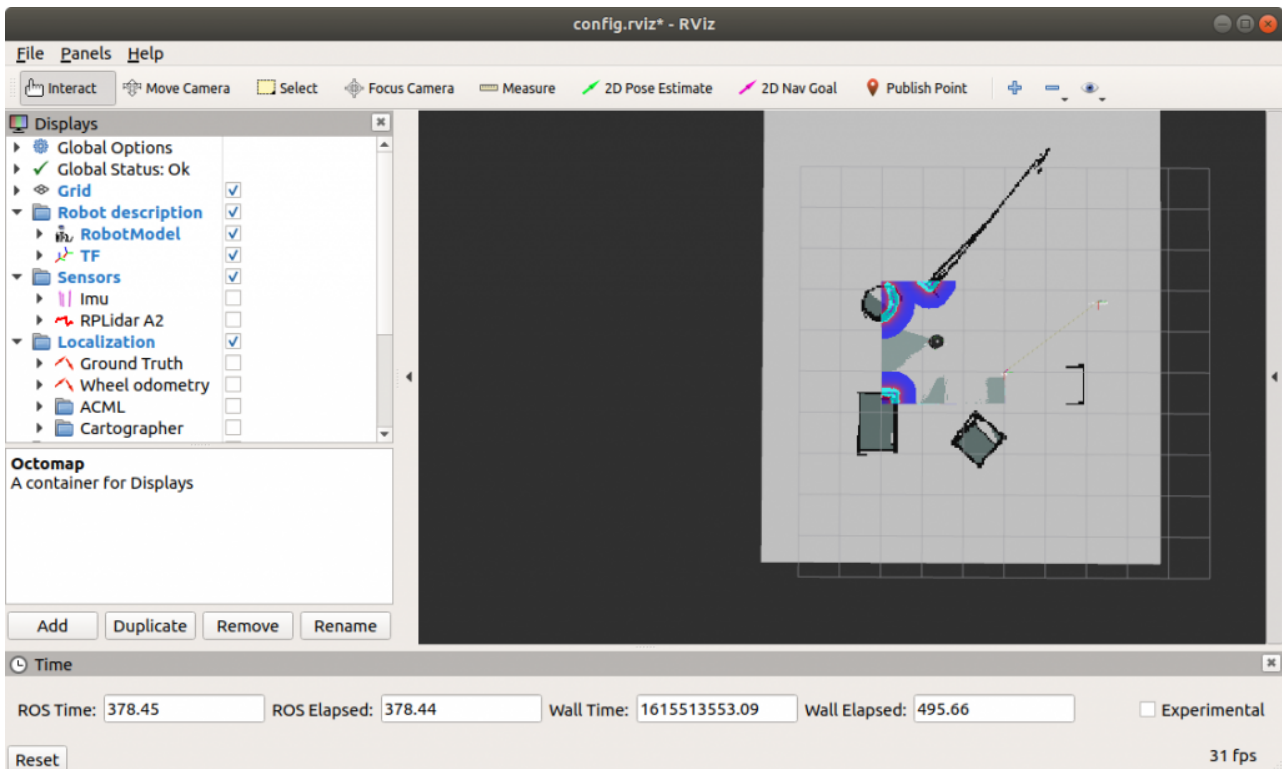 config.rviz* - RViz
File Panels Help
Interact Move Camera Select Focus Camera Measure 2D Pose Estimate 2D Nav Goal Publish Point
Displays
Global Options
Global Status: Ok
Grid
Robot description
RobotModel
TF
Sensors
Imu
RPLidar A2
Localization
Ground Truth
Wheel odometry
ACML
Cartographer
Octomap
A container for Displays
Add Duplicate Remove Rename
Time
ROS Time: 378.45 ROS Elapsed: 378.44 Wall Time: 1615513553.09 Wall Elapsed: 495.66 Experimental
Reset 31 fps